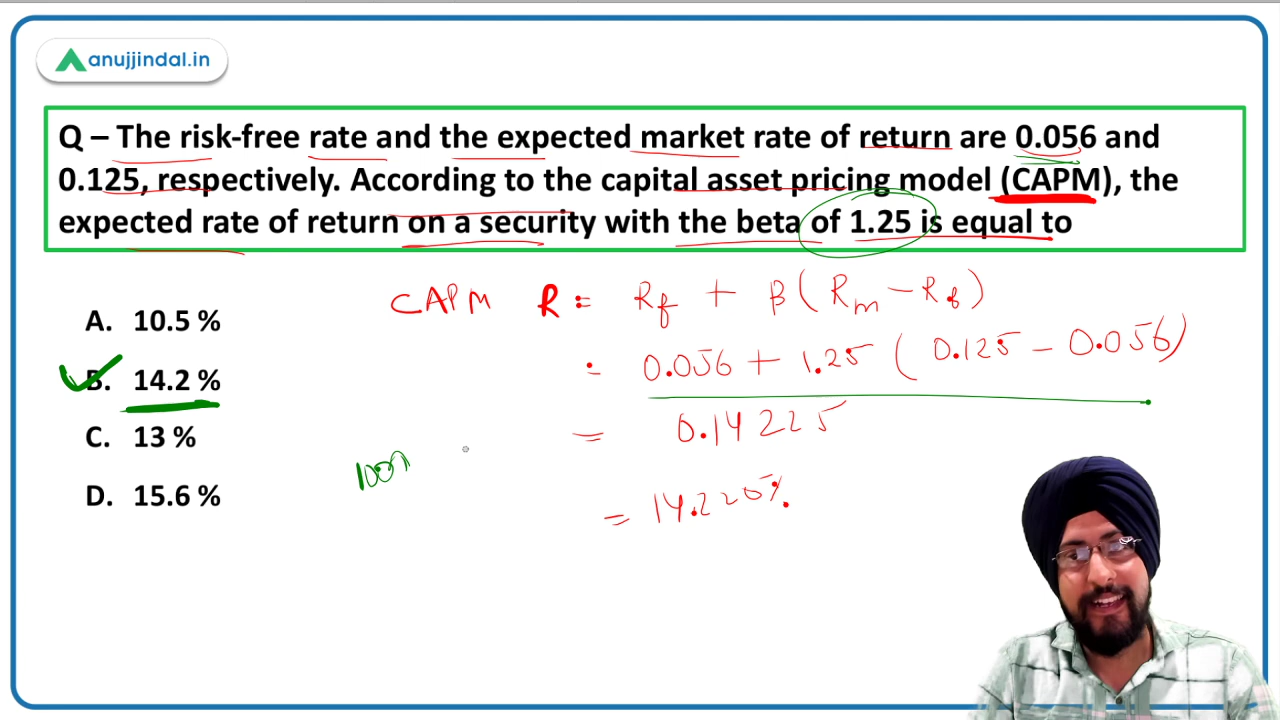 anujjindal.in
Q – The risk-free rate and the expected market rate of return are 0.056 and
0.125, respectively. According to the capital asset pricing model (CAPM), the
expected rate of return on a security with the beta of 1.25 is equal to
CAPM R = Rf + β(Rm – Rf)
A. 10.5 %
= 0.056 + 1.25 (0.125 – 0.056)
B. 14.2 %
= 0.14225
C. 13 %
D. 15.6 %